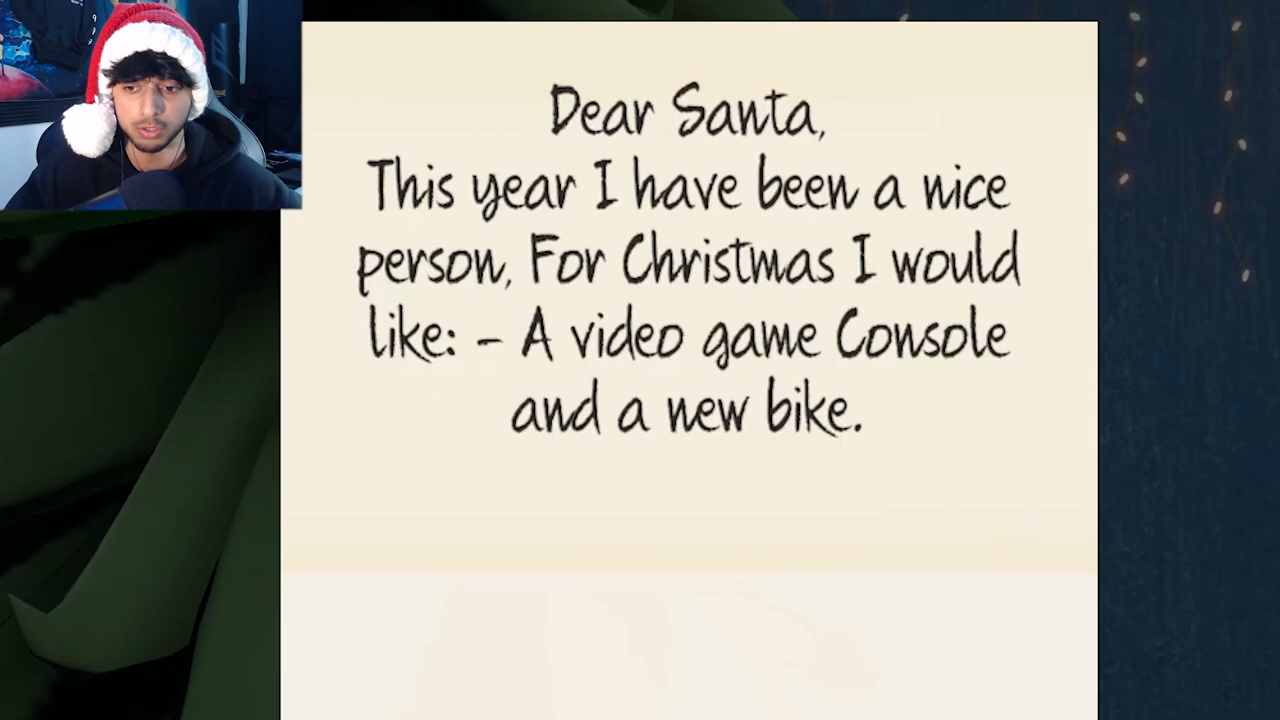 Dear Santa,
This year I have been a nice
person, For Christmas I would
like: - A video game Console
and a new bike.